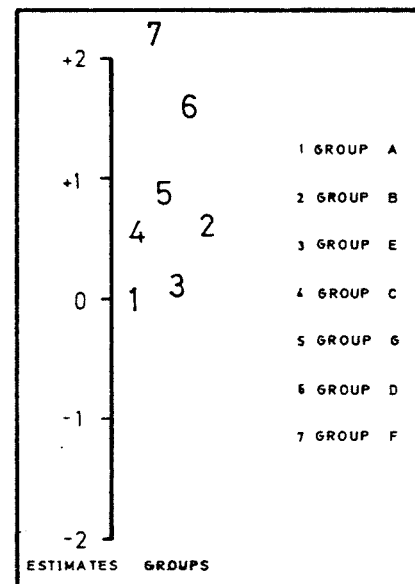 7
+2
6
1 GROUP A
+1
5
2 GROUP B
2
4
3 GROUP E
3
0
1
4 GROUP C
5 GROUP G
6 GROUP D
-1
7 GROUP F
-2
ESTIMATES GROUPS